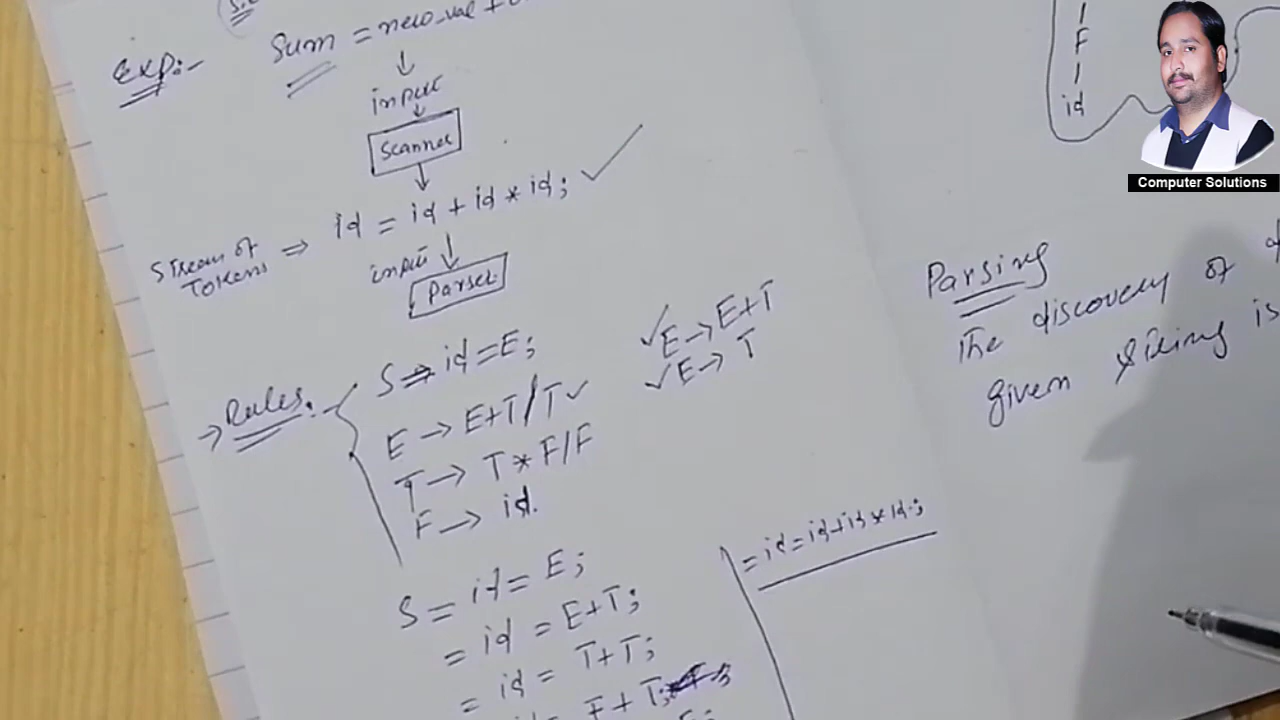 Exp:-
Sum = new_val +
↓
input
↓
Scanner
↓
Stream of Tokens ⇒ id = id + id * id;
input ↓
Parser
→ Rules. S → id = E;
E → E+T/T
T → T * F/F
F → id.
E → E+T
E → T
S = id = E;
= id = E+T;
= id = T+T;
F + T;
= id = id + id * id;
F
id
Computer Solutions
Parsing
The discovery of
given string is